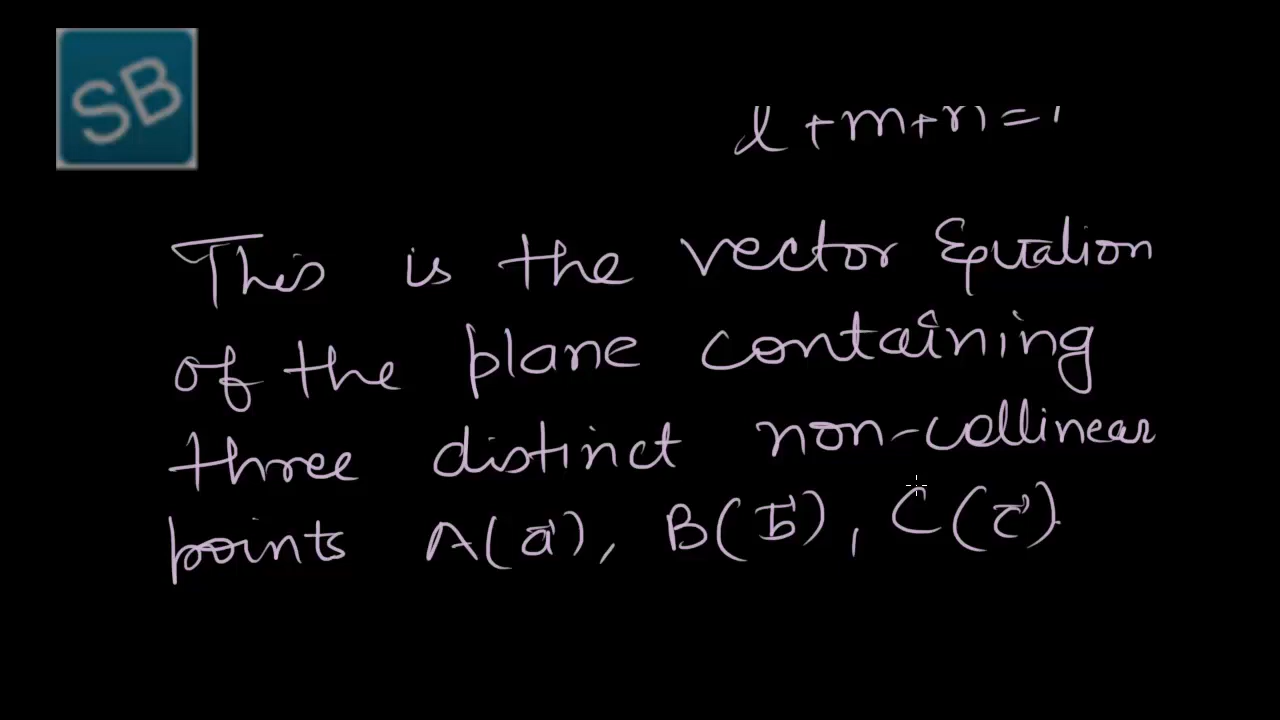 SB
l + m + n = 1
This is the vector Equation
of the plane containing
three distinct non-collinear
points A(a⃗), B(b⃗), C(c⃗).